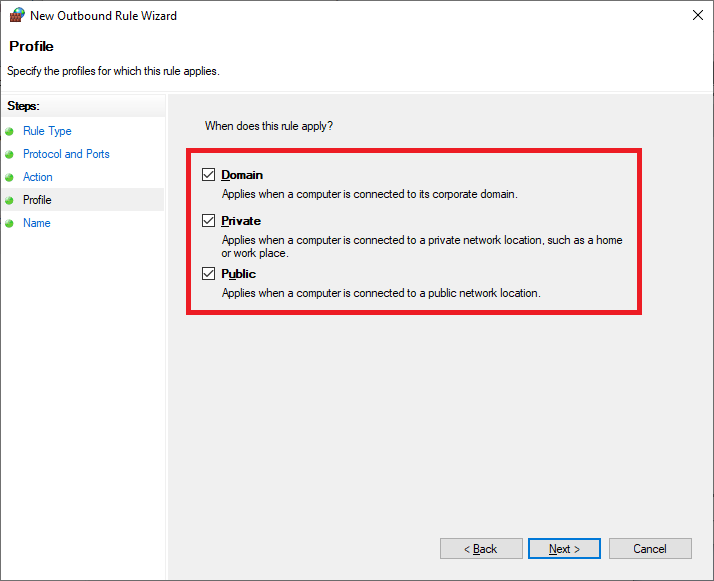 New Outbound Rule Wizard
Profile
Specify the profiles for which this rule applies.
Steps:
Rule Type
Protocol and Ports
Action
Profile
Name
When does this rule apply?
Domain
Applies when a computer is connected to its corporate domain.
Private
Applies when a computer is connected to a private network location, such as a home
or work place.
Public
Applies when a computer is connected to a public network location.
< Back
Next >
Cancel